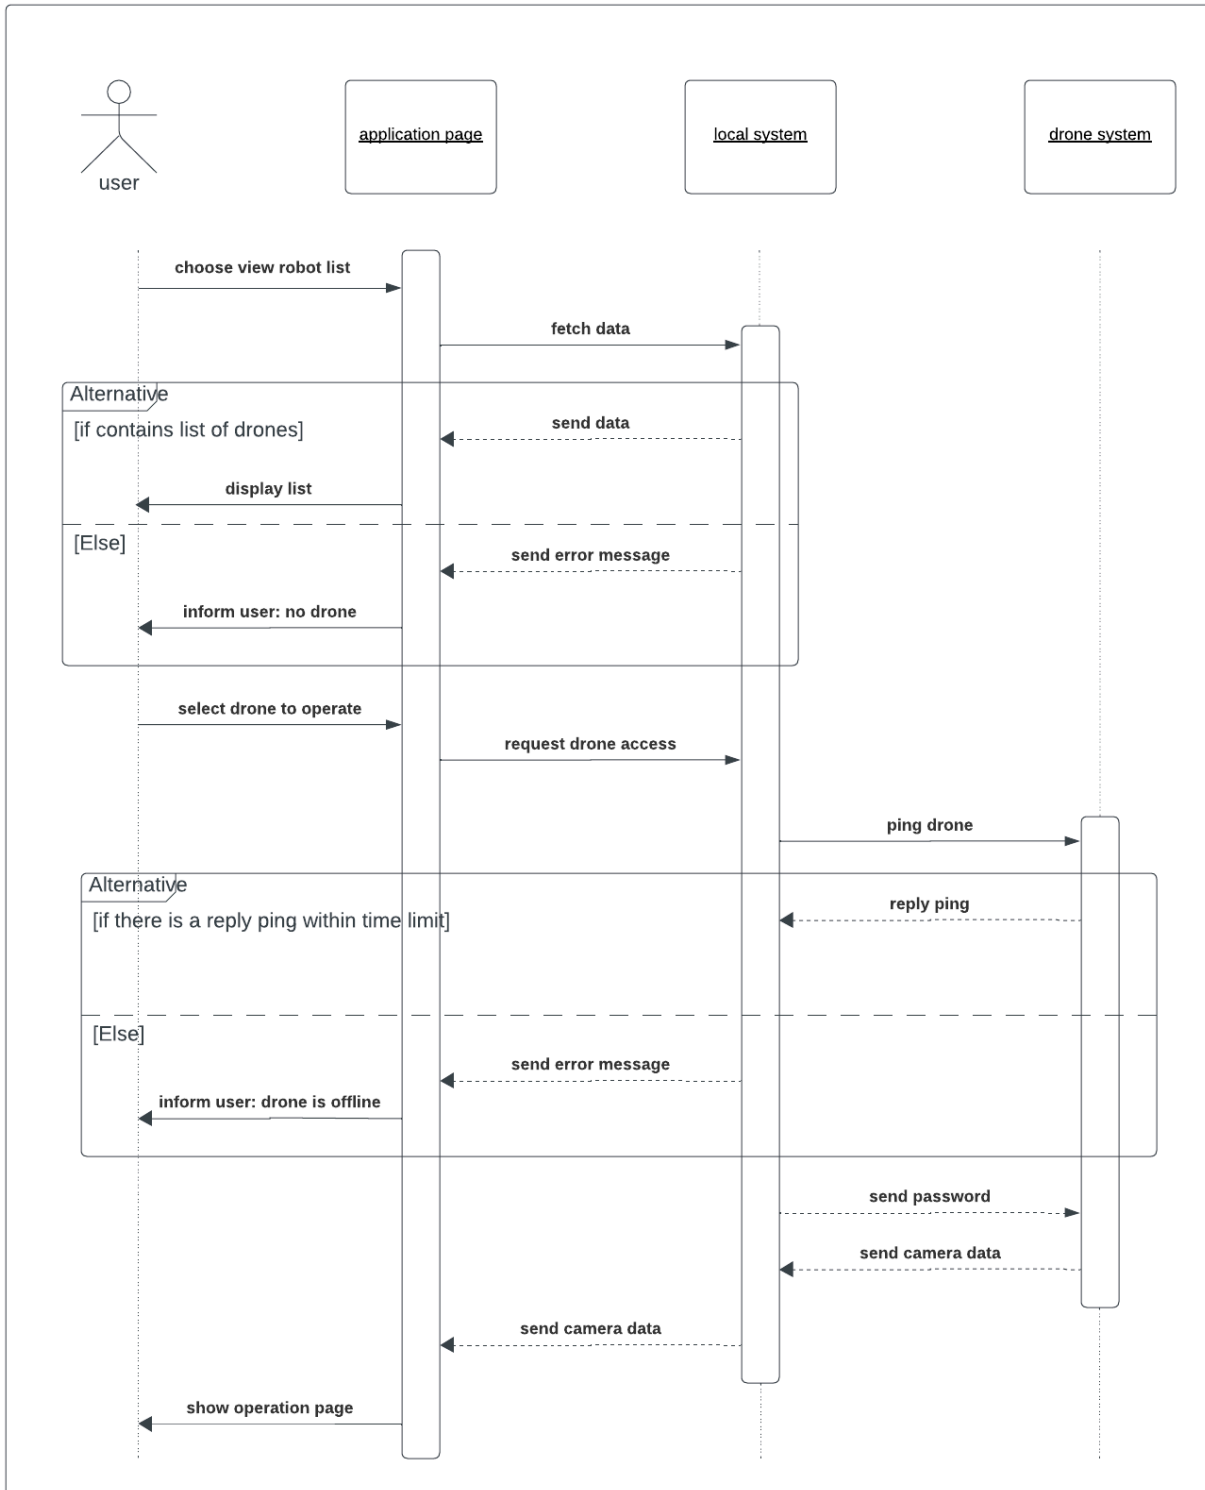 user
application page
local system
drone system
choose view robot list
fetch data
Alternative
[if contains list of drones]
send data
display list
[Else]
send error message
inform user: no drone
select drone to operate
request drone access
ping drone
Alternative
[if there is a reply ping within time limit]
reply ping
[Else]
send error message
inform user: drone is offline
send password
send camera data
send camera data
show operation page